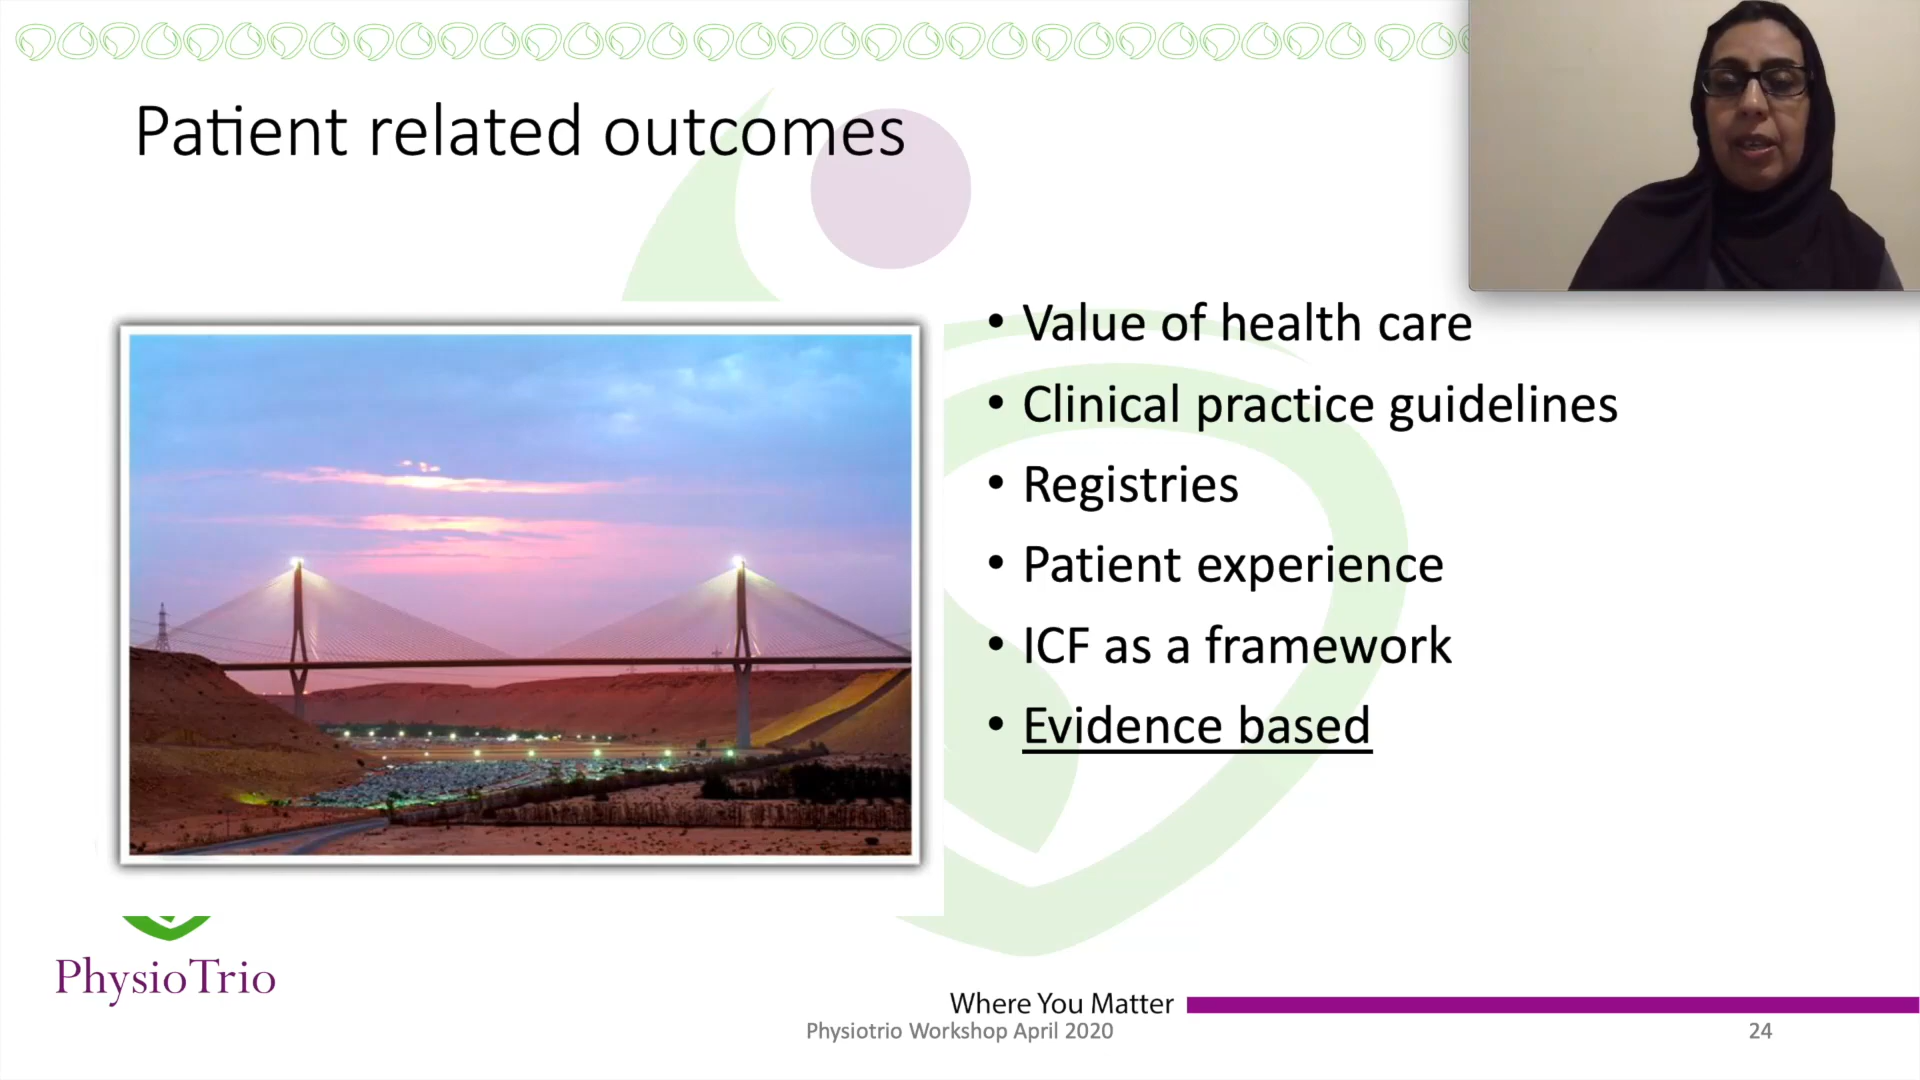 Patient related outcomes
• Value of health care
• Clinical practice guidelines
• Registries
• Patient experience
• ICF as a framework
• Evidence based
PhysioTrio
Where You Matter
Physiotrio Workshop April 2020
24